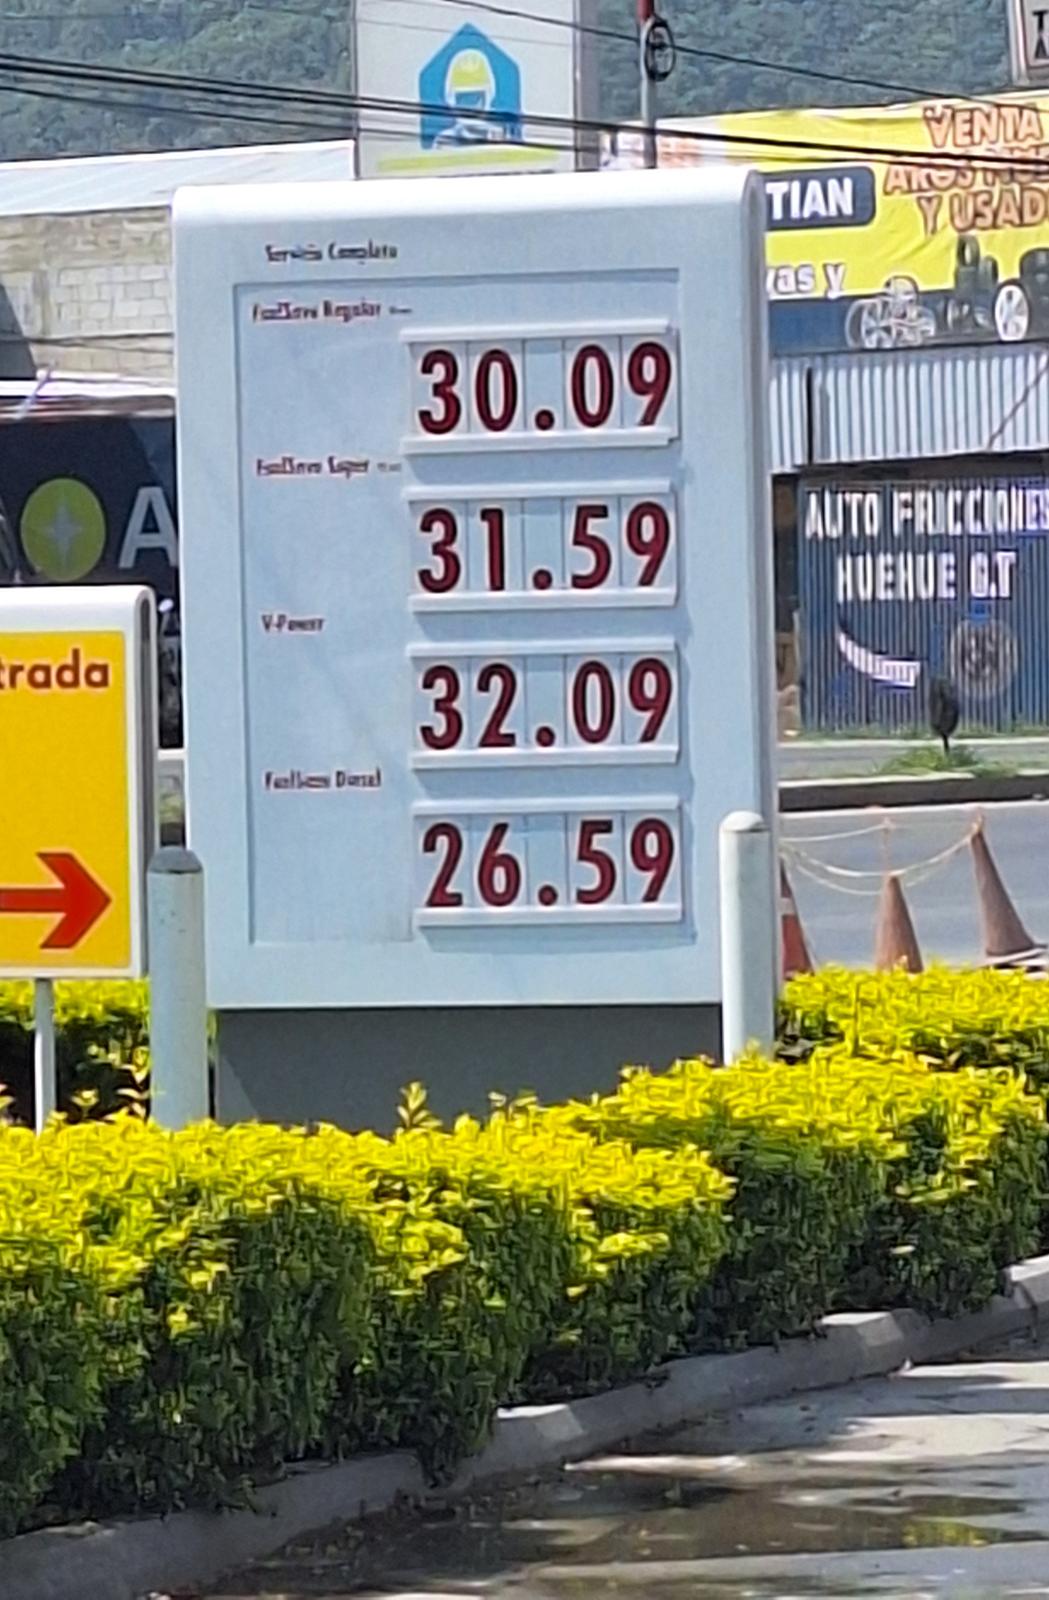 VENTA
TIAN
Y USAD
vas y
Servicio Completo
FuelSave Regular
30.09
FuelSave Super
31.59
V-Power
32.09
FuelSave Diesel
26.59
A
AUTO FRICCIONES
HUEHUE G.T
trada